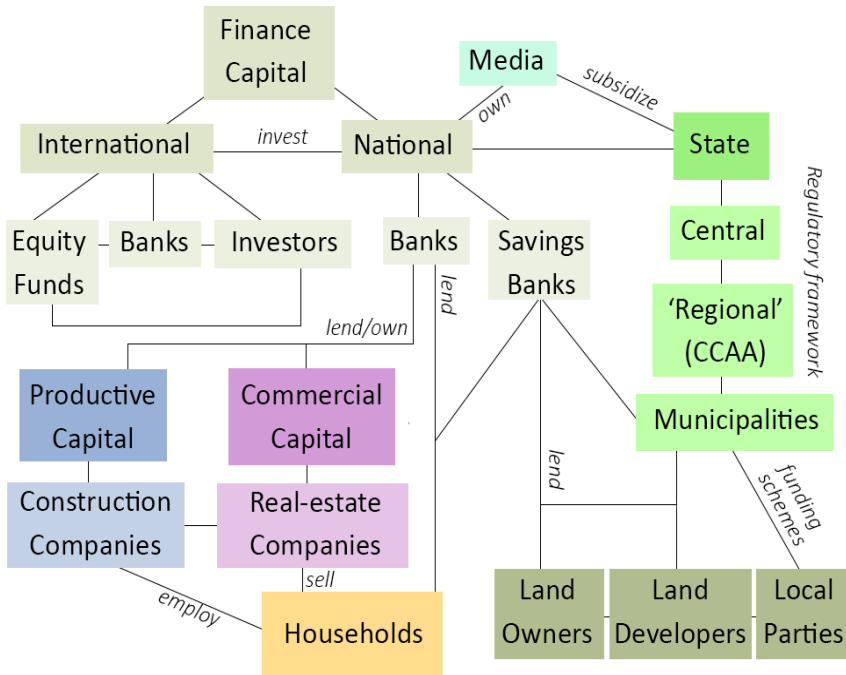 Finance
Capital
Media
subsidize
own
International
invest
National
State
Regulatory framework
Equity
Funds
Banks
Investors
Banks
Savings
Banks
Central
lend
lend/own
‘Regional’
(CCAA)
Productive
Capital
Commercial
Capital
Municipalities
lend
funding
schemes
Construction
Companies
Real-estate
Companies
employ
sell
Households
Land
Owners
Land
Developers
Local
Parties